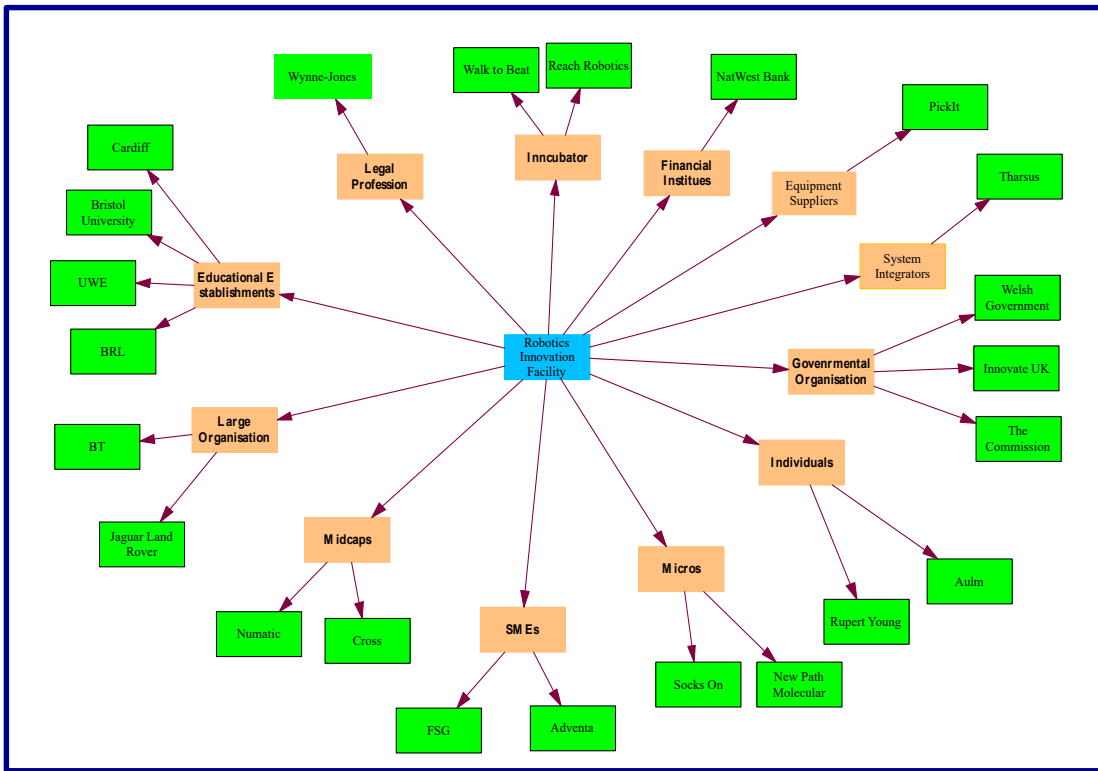 Wynne-Jones
Walk to Beat
Reach Robotics
NatWest Bank
PickIt
Cardiff
Legal
Profession
Inncubator
Financial
Institues
Equipment
Suppliers
Tharsus
Bristol
University
System
Integrators
UWE
Educational E
stablishments
Welsh
Government
BRL
Robotics
Innovation
Facility
Govenrmental
Organisation
Innovate UK
Large
Organisation
BT
The
Commission
Individuals
Jaguar Land
Rover
Midcaps
Micros
Aulm
Numatic
Cross
SMEs
Rupert Young
Socks On
New Path
Molecular
FSG
Adventa